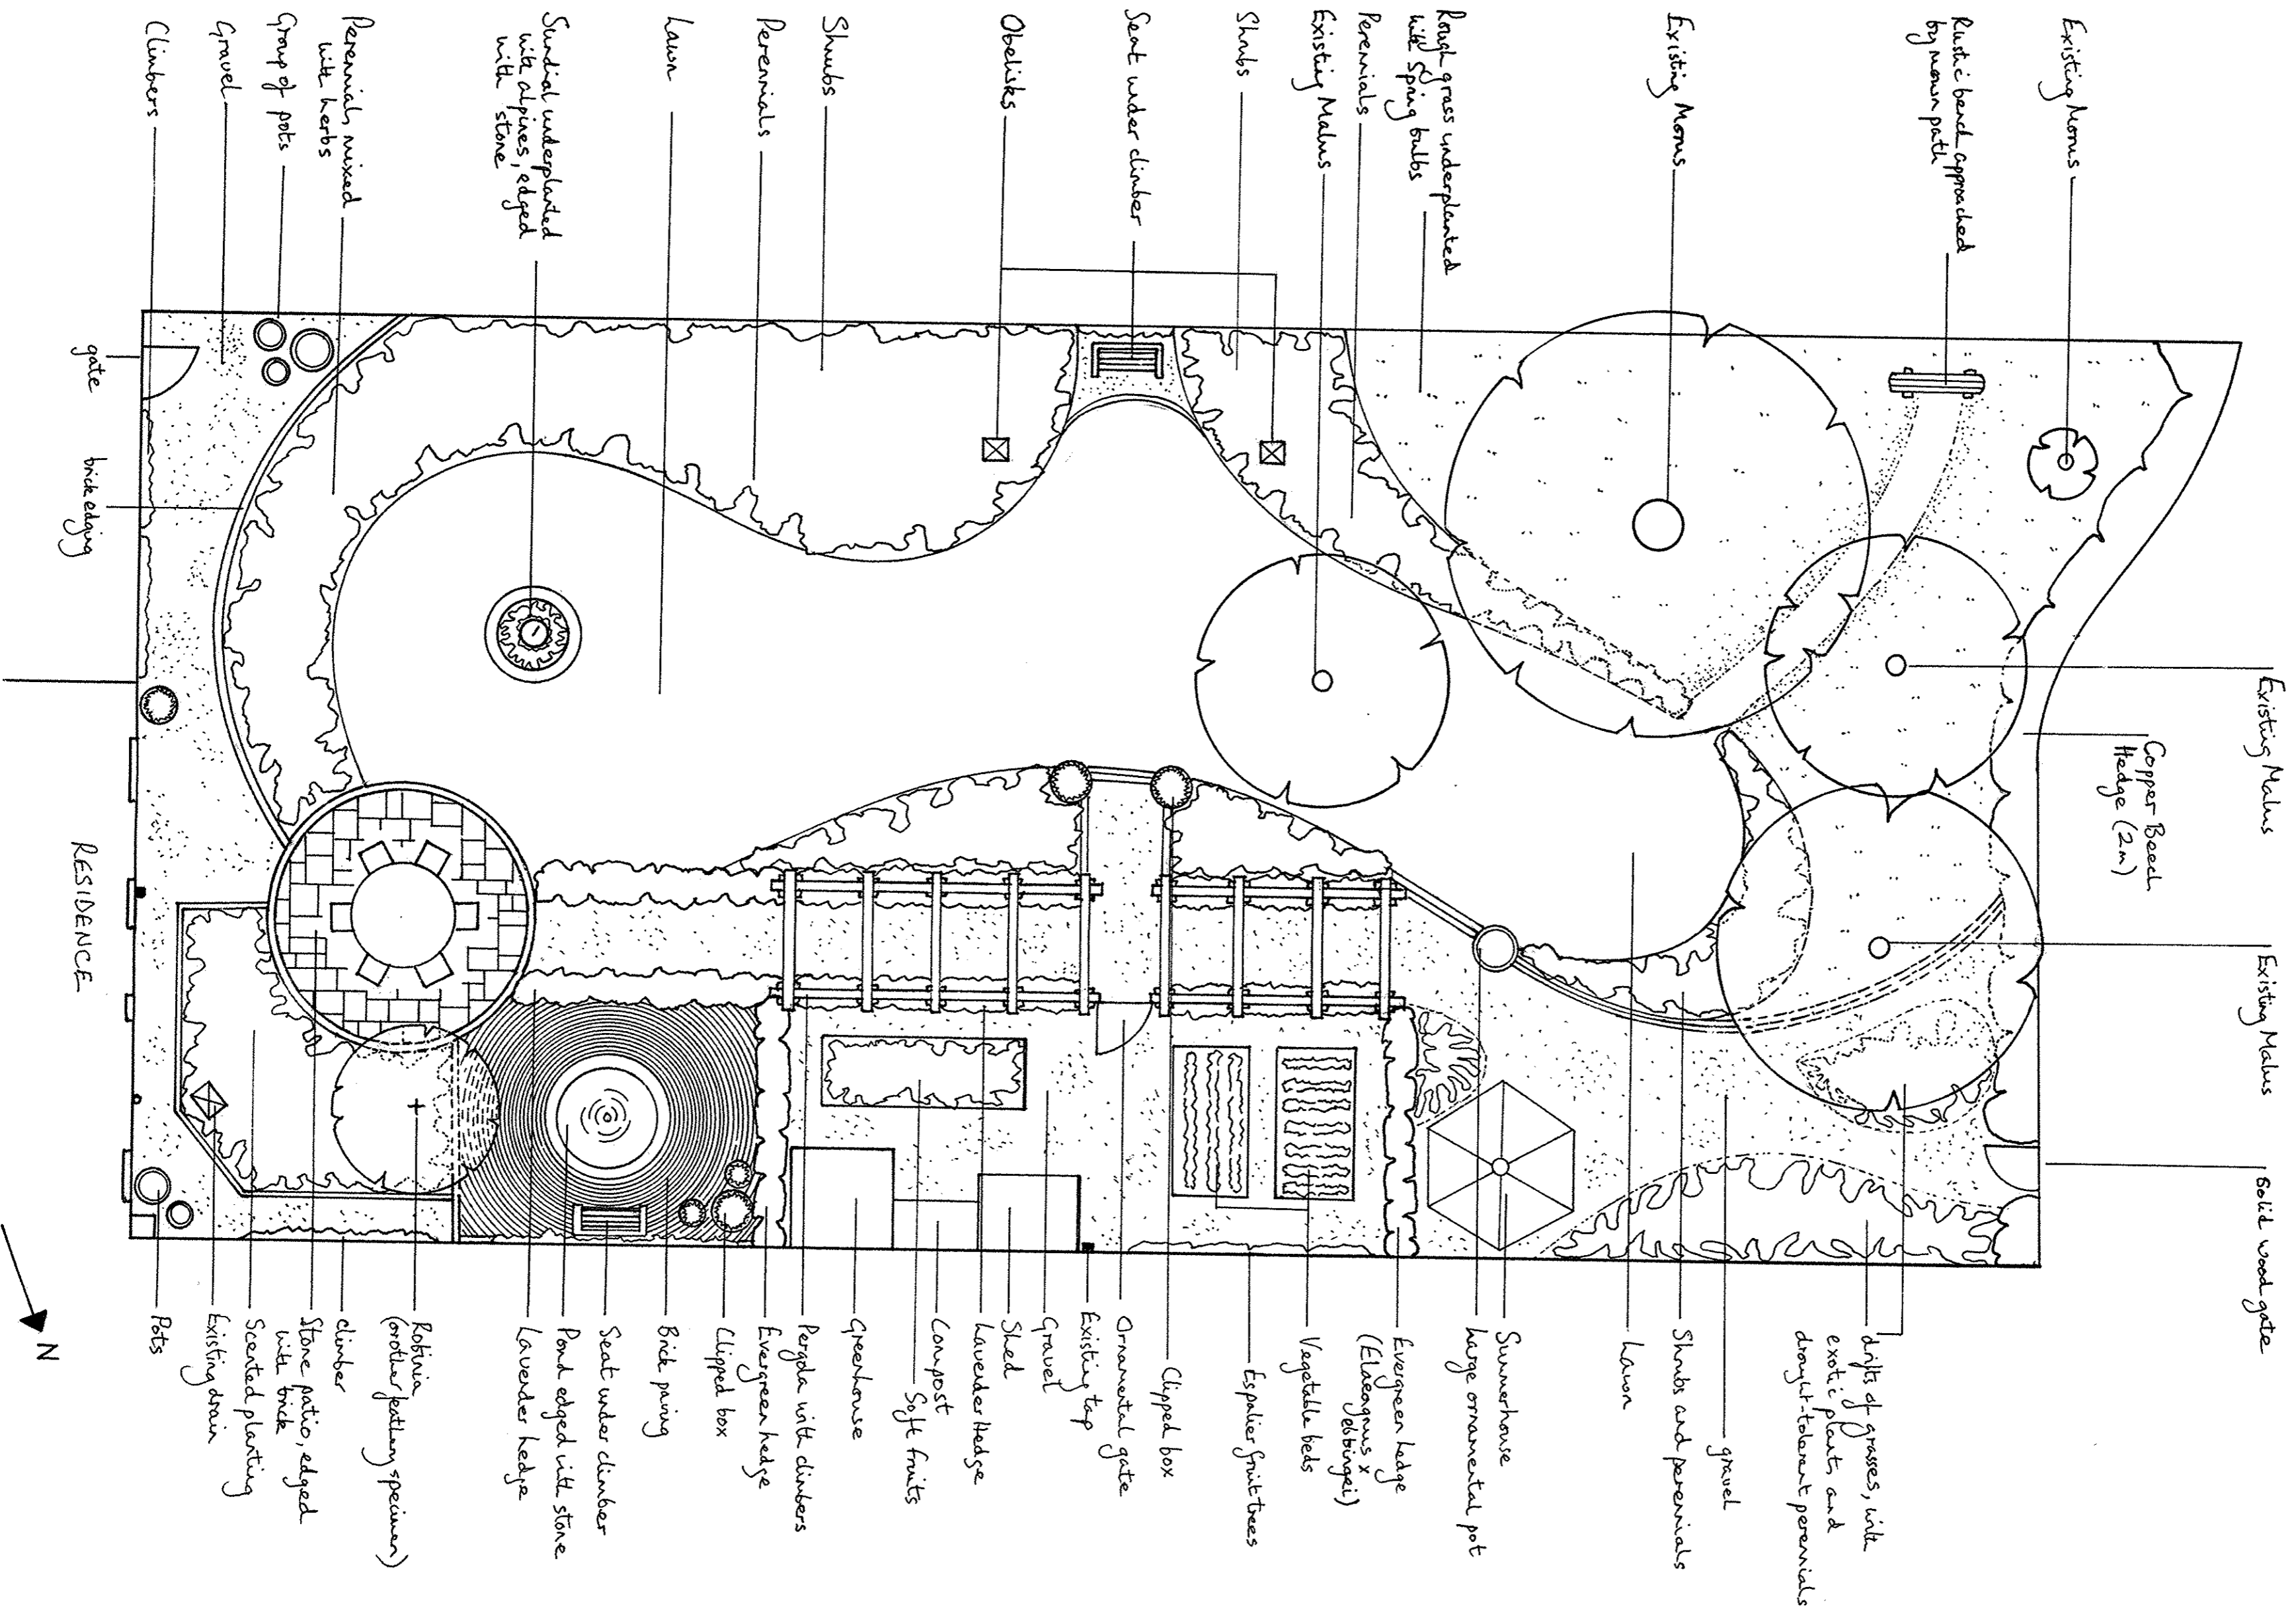 Climbers
Gravel
Group of
pots
Perennials mixed
with herbs
Sundial underplanted
with alpines, edged
with stone
Lawn
Perennials
Shrubs
Obelisks
Seat under climber
Shrubs
Existing Malus
Perennials
Rough grass underplanted
with Spring bulbs
Existing Morus
Rustic bench approached
by mown path
Existing Morus
gate
brick edging
RESIDENCE
Existing Malus
Copper Beech
Hedge (2m)
Existing Malus
Solid wood gate
Pots
Existing drain
Scented planting
Stone patio, edged
with brick
climber
Robinia
(or other feathery specimen)
Lavender hedge
Pond edged with stone
Seat under climber
Brick paving
Clipped box
Evergreen hedge
Pergola with climbers
Greenhouse
Soft fruits
Compost
Lavender Hedge
Shed
Gravel
Existing tap
Ornamental gate
Clipped box
Espalier fruit trees
Vegetable beds
Evergreen hedge
(Elaeagnus x
ebbingei)
Large ornamental pot
Summerhouse
Lawn
Shrubs and perennials
gravel
drifts of grasses, with
exotic plants and
drought-tolerant perennials
N